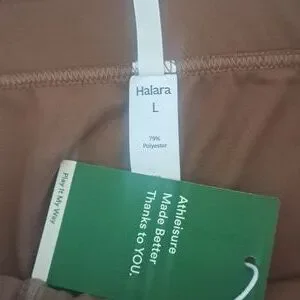 Halara
L
79%
Polyester
Play It My Way
Athleisure
Made Better
Thanks to YOU.